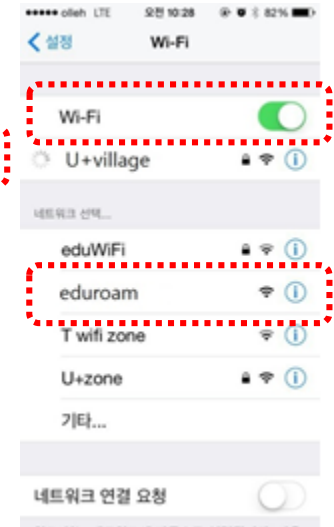 olleh LTE 오전 10:28 82%
설정 Wi-Fi
Wi-Fi
U+village
네트워크 선택...
eduWiFi
eduroam
T wifi zone
U+zone
기타...
네트워크 연결 요청